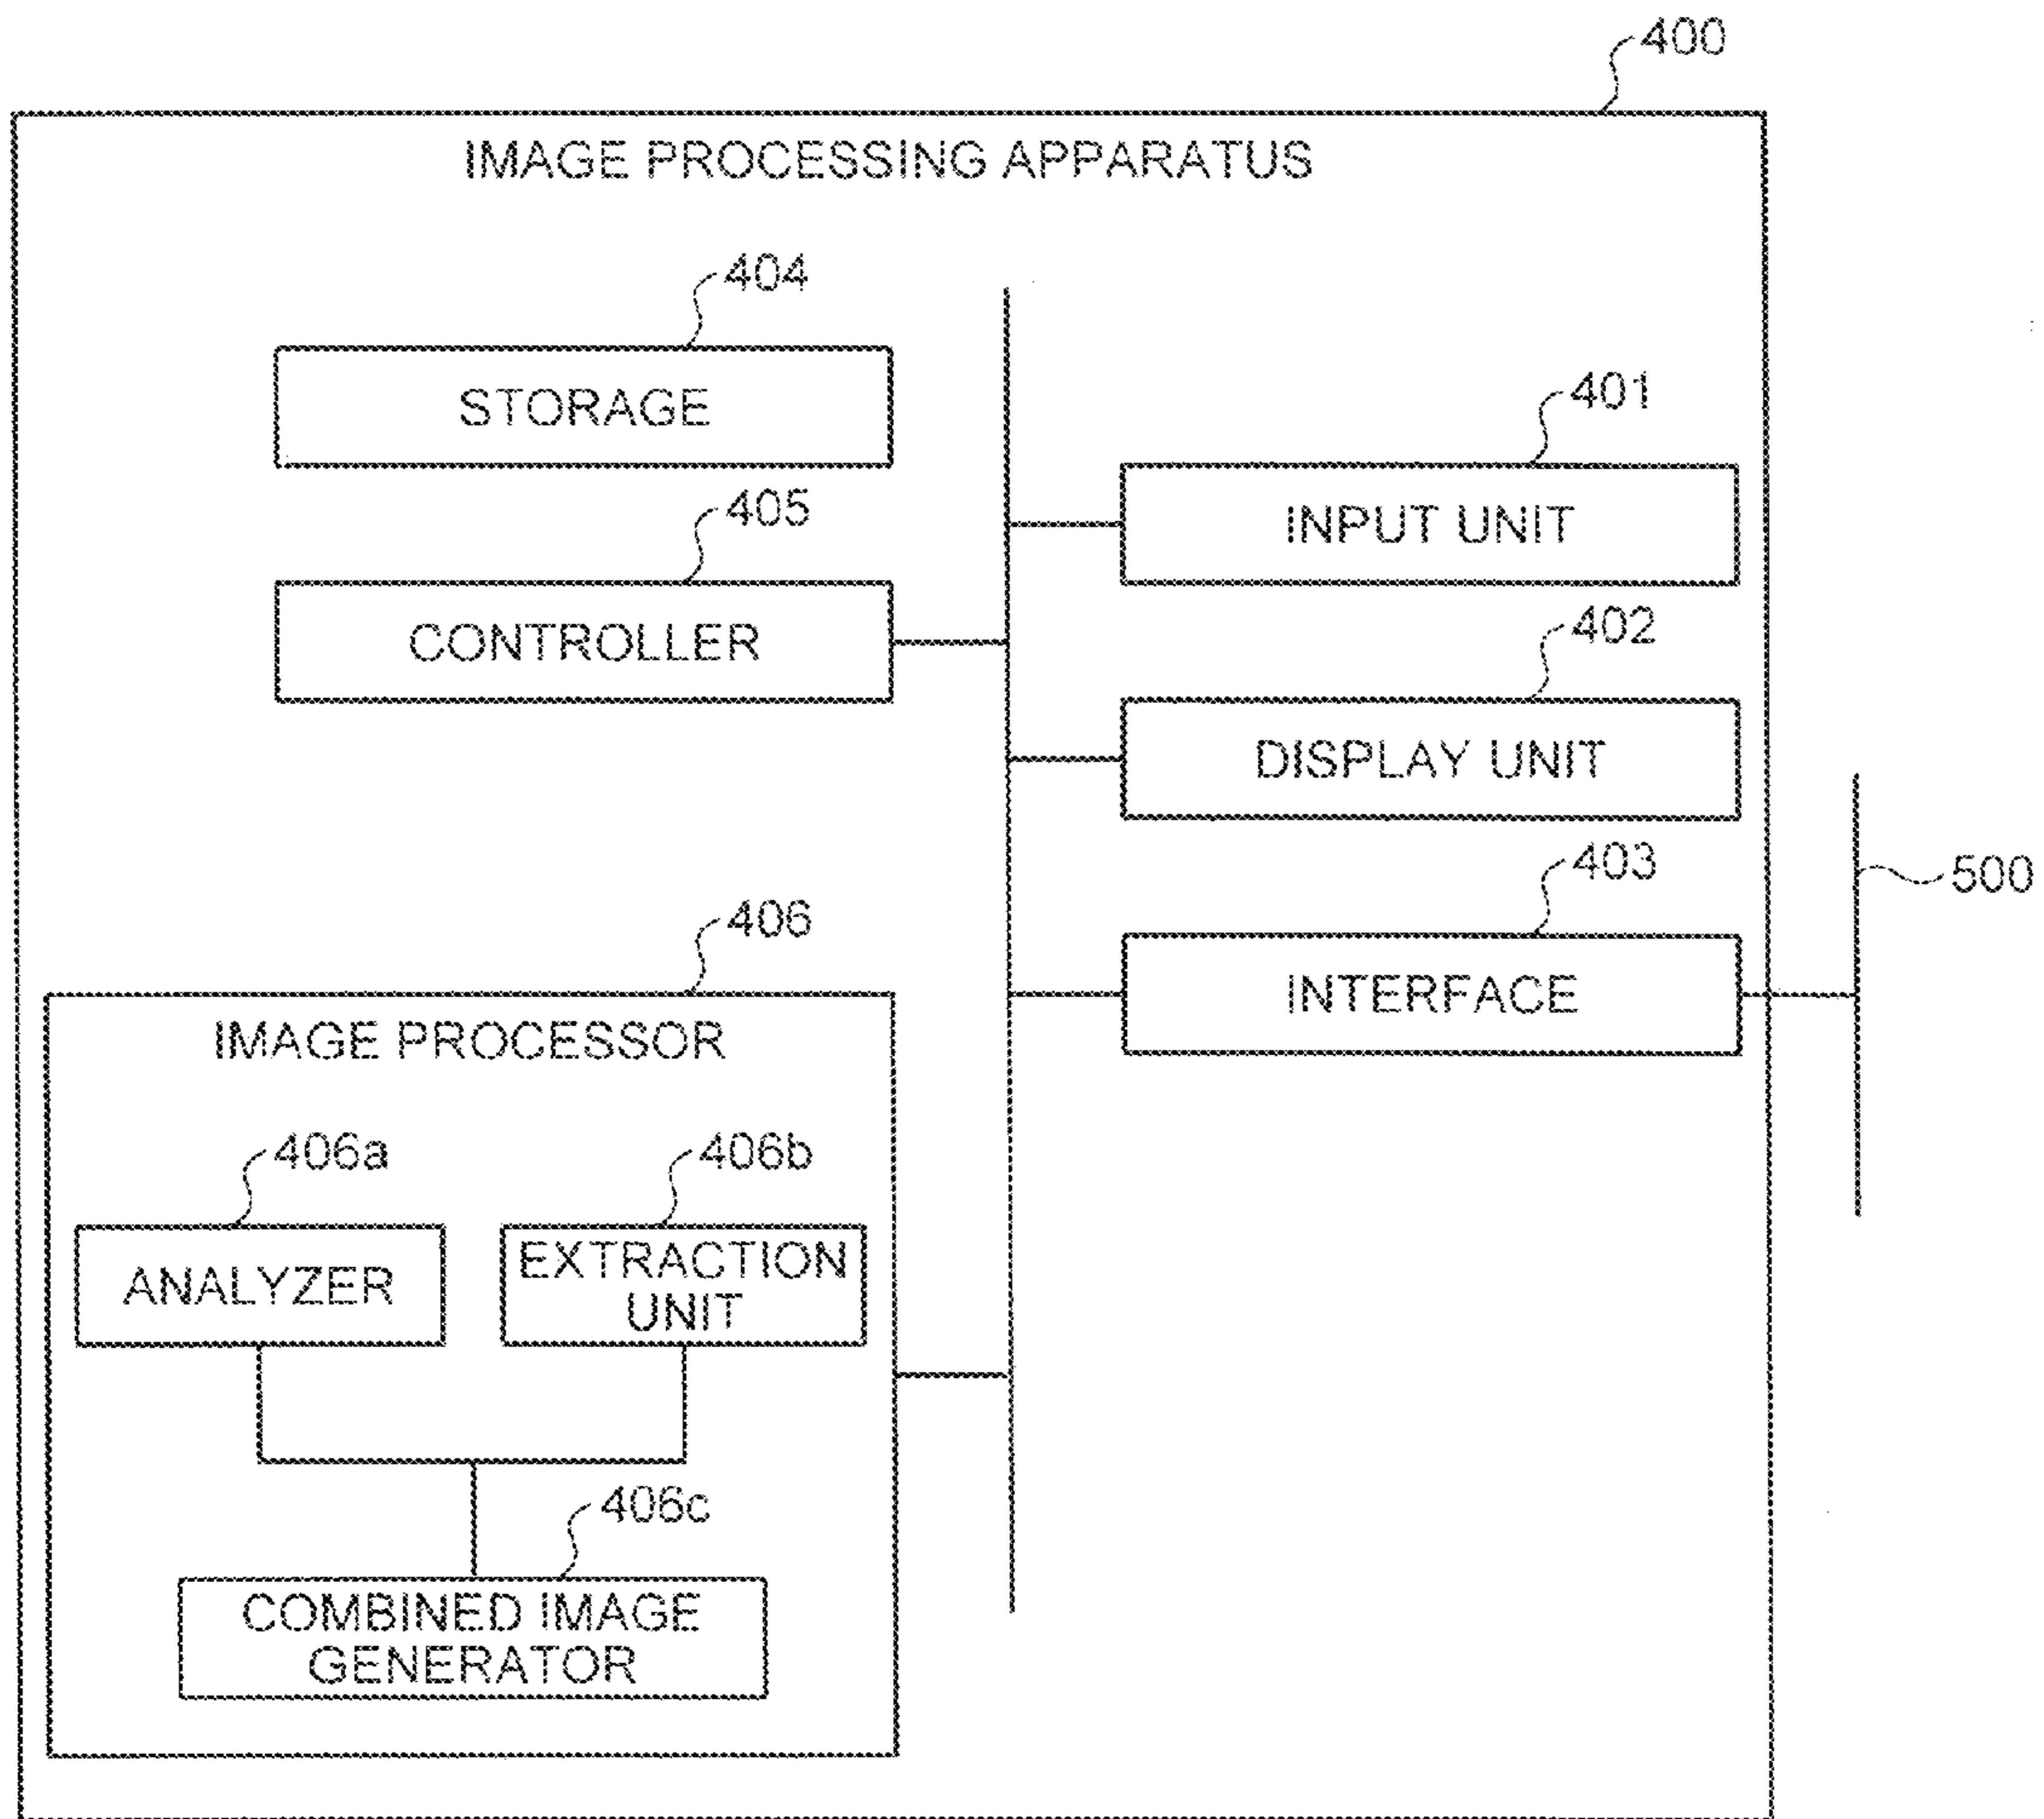 400
IMAGE PROCESSING APPARATUS
404
STORAGE
401
INPUT UNIT
405
CONTROLLER
402
DISPLAY UNIT
403
INTERFACE
500
406
IMAGE PROCESSOR
406a
ANALYZER
406b
EXTRACTION
UNIT
406c
COMBINED IMAGE
GENERATOR